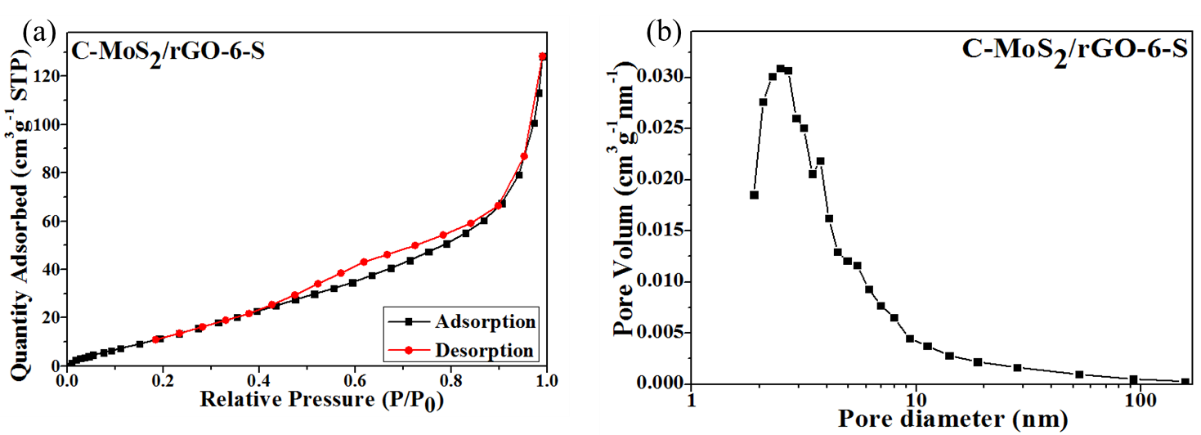 (a)
C-MoS2/rGO-6-S
Quantity Adsorbed (cm3g-1 STP)
120
100
80
60
40
20
0
0.0 0.2 0.4 0.6 0.8 1.0
Relative Pressure (P/P0)
Adsorption
Desorption
(b)
C-MoS2/rGO-6-S
Pore Volum (cm3g-1nm-1)
0.030
0.025
0.020
0.015
0.010
0.005
0.000
1 10 100
Pore diameter (nm)